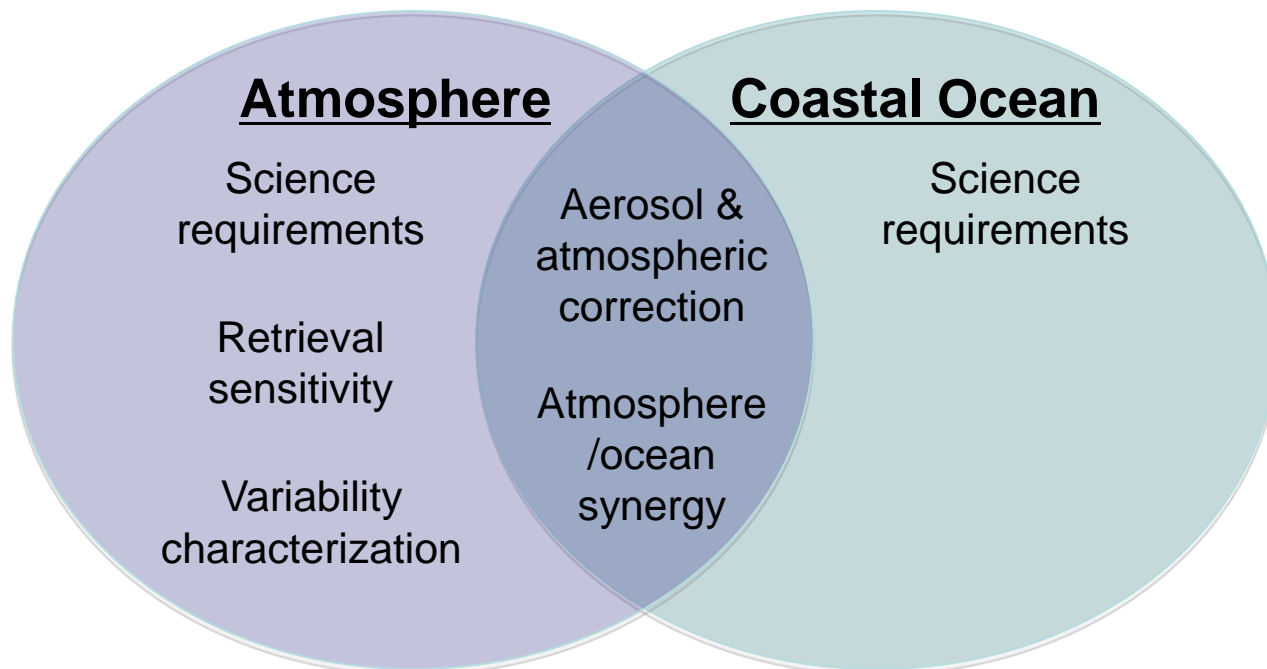 Atmosphere
Science
requirements
Retrieval
sensitivity
Variability
characterization
Aerosol &
atmospheric
correction
Atmosphere
/ocean
synergy
Coastal Ocean
Science
requirements